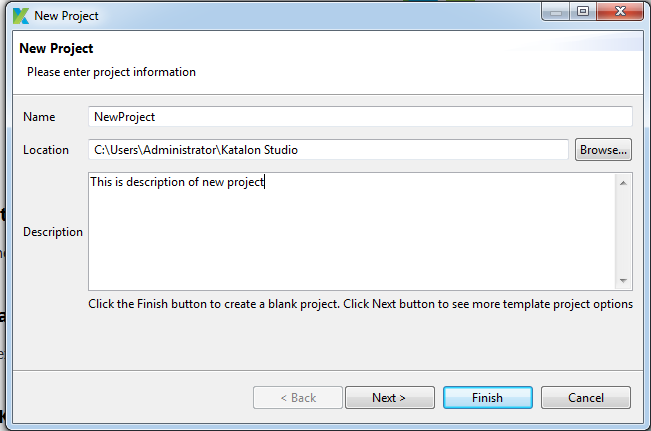 New Project
New Project
Please enter project information
Name NewProject
Location C:\Users\Administrator\Katalon Studio Browse...
Description This is description of new project
Click the Finish button to create a blank project. Click Next button to see more template project options
< Back Next > Finish Cancel